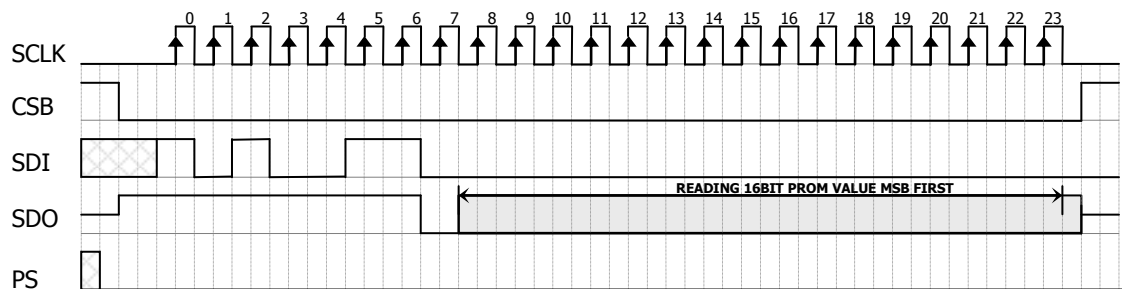 0 1 2 3 4 5 6 7 8 9 10 11 12 13 14 15 16 17 18 19 20 21 22 23
SCLK
CSB
SDI
READING 16BIT PROM VALUE MSB FIRST
SDO
PS